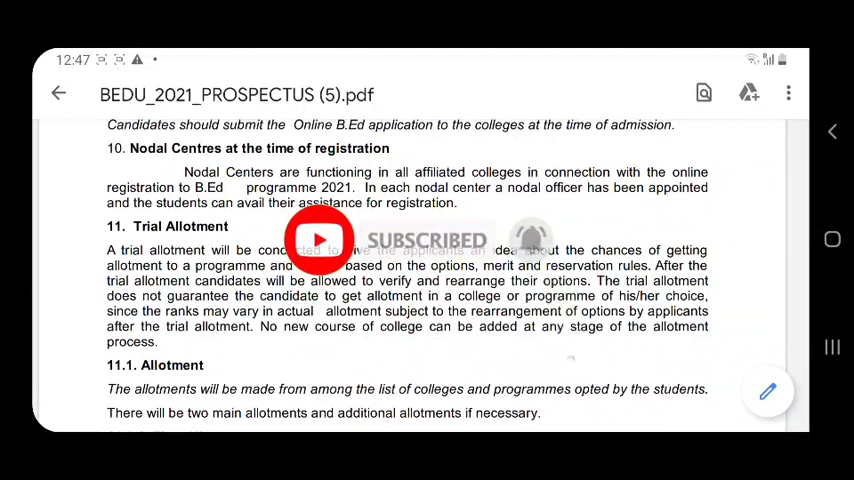 12:47
BEDU_2021_PROSPECTUS (5).pdf
Candidates should submit the Online B.Ed application to the colleges at the time of admission.
10. Nodal Centres at the time of registration
Nodal Centers are functioning in all affiliated colleges in connection with the online
registration to B.Ed programme 2021. In each nodal center a nodal officer has been appointed
and the students can avail their assistance for registration.
11. Trial Allotment
SUBSCRIBED
A trial allotment will be conducted to give the applicants an idea about the chances of getting
allotment to a programme and based on the options, merit and reservation rules. After the
trial allotment candidates will be allowed to verify and rearrange their options. The trial allotment
does not guarantee the candidate to get allotment in a college or programme of his/her choice,
since the ranks may vary in actual allotment subject to the rearrangement of options by applicants
after the trial allotment. No new course of college can be added at any stage of the allotment
process.
11.1. Allotment
The allotments will be made from among the list of colleges and programmes opted by the students.
There will be two main allotments and additional allotments if necessary.